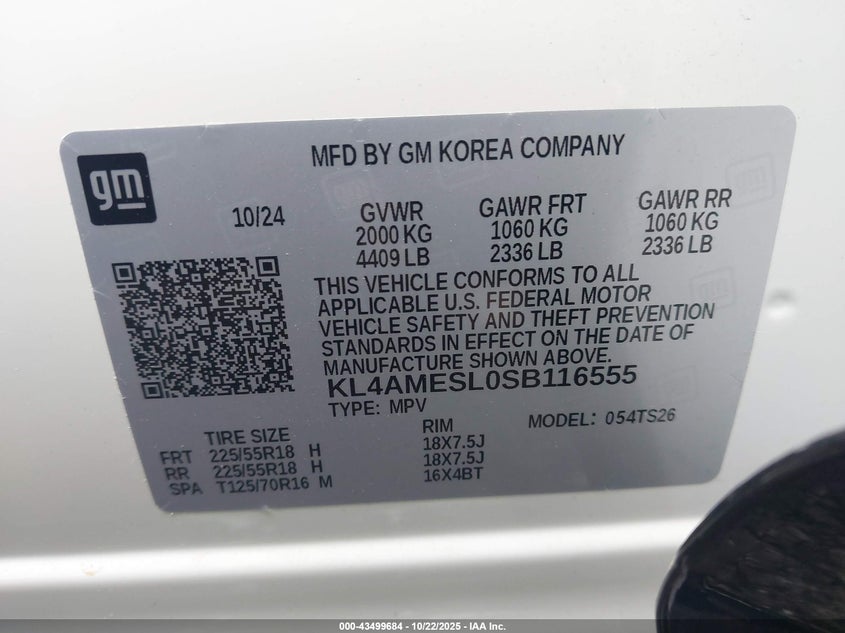 MFD BY GM KOREA COMPANY
gm
10/24
GVWR GAWR FRT GAWR RR
2000 KG 1060 KG 1060 KG
4409 LB 2336 LB 2336 LB
THIS VEHICLE CONFORMS TO ALL
APPLICABLE U.S. FEDERAL MOTOR
VEHICLE SAFETY AND THEFT PREVENTION
STANDARDS IN EFFECT ON THE DATE OF
MANUFACTURE SHOWN ABOVE.
KL4AMESL0SB116555
TYPE: MPV MODEL: 054TS26
TIRE SIZE RIM
FRT 225/55R18 H 18X7.5J
RR 225/55R18 H 18X7.5J
SPA T125/70R16 M 16X4BT
000-43499684 | 10/22/2025 - IAA Inc.